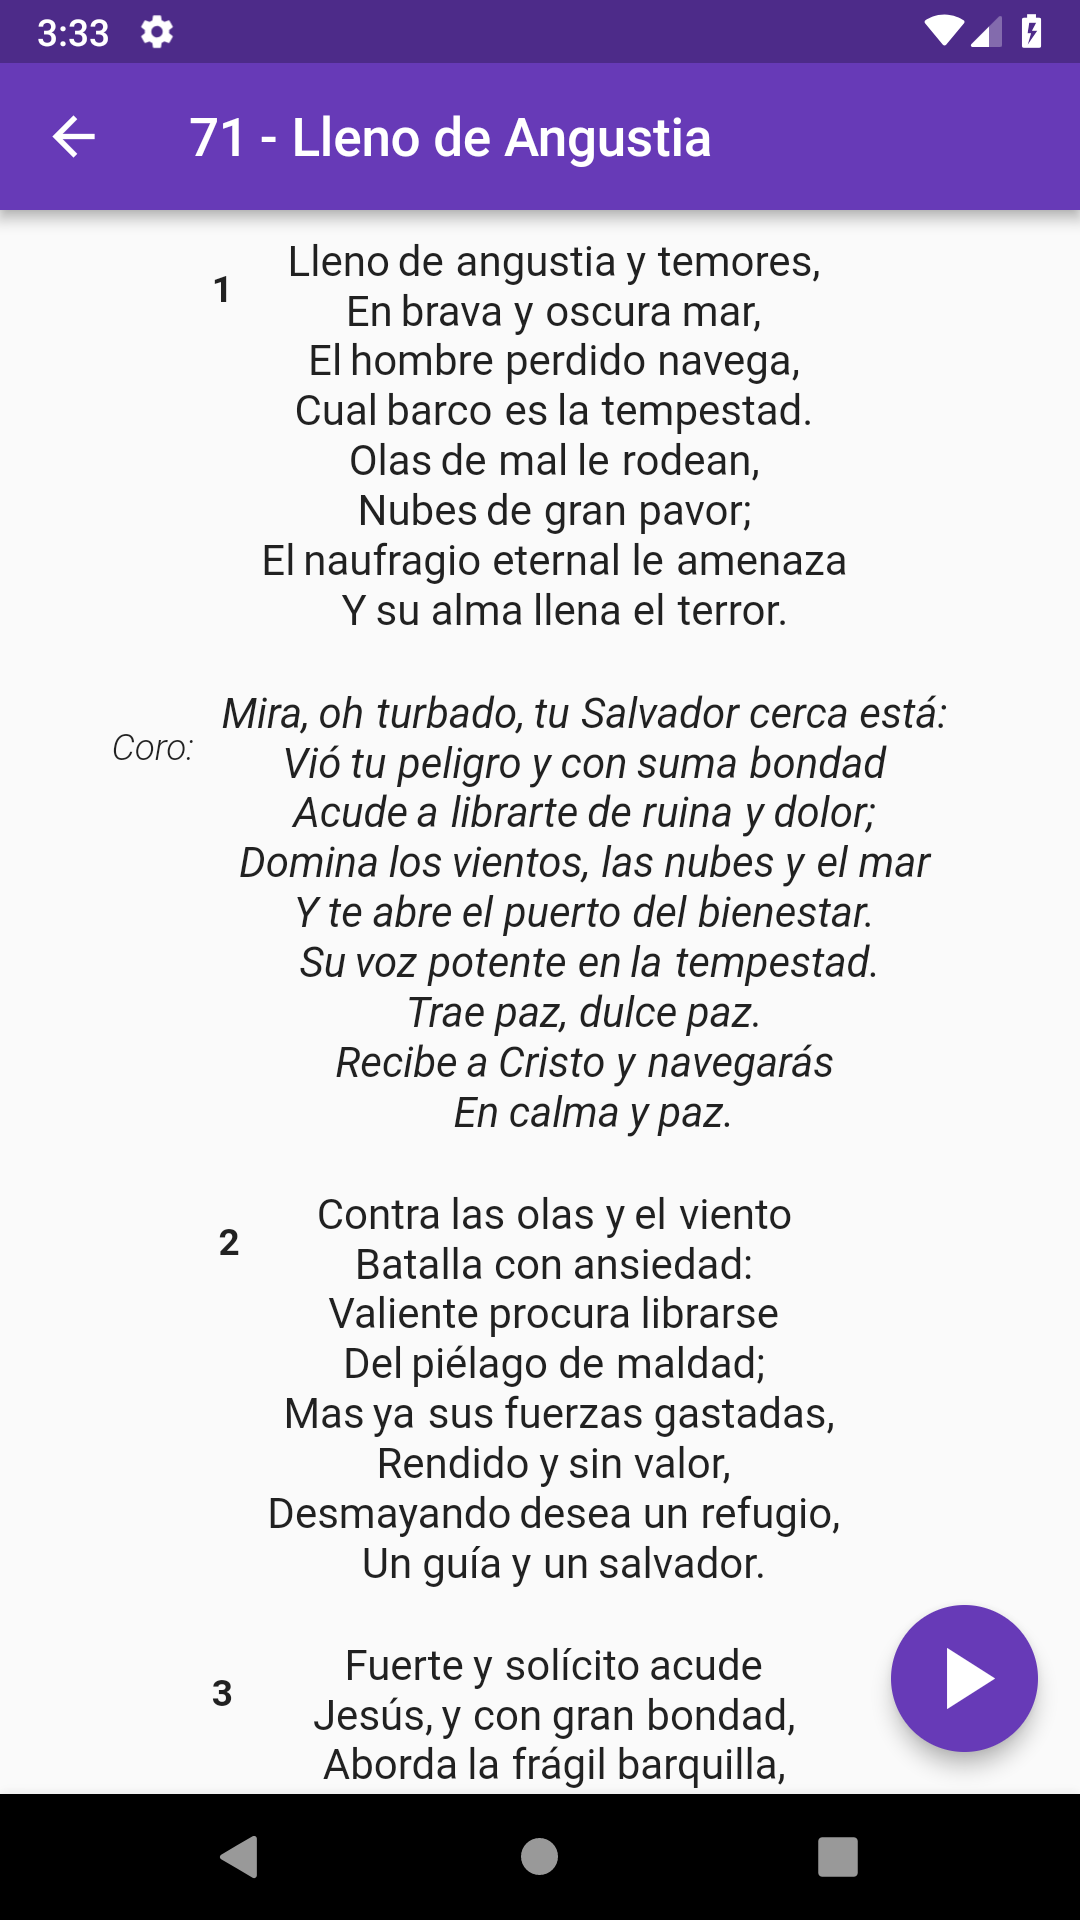 3:33
71 - Lleno de Angustia
1
Lleno de angustia y temores,
En brava y oscura mar,
El hombre perdido navega,
Cual barco es la tempestad.
Olas de mal le rodean,
Nubes de gran pavor;
El naufragio eternal le amenaza
Y su alma llena el terror.
Coro:
Mira, oh turbado, tu Salvador cerca está:
Vió tu peligro y con suma bondad
Acude a librarte de ruina y dolor;
Domina los vientos, las nubes y el mar
Y te abre el puerto del bienestar.
Su voz potente en la tempestad.
Trae paz, dulce paz.
Recibe a Cristo y navegarás
En calma y paz.
2
Contra las olas y el viento
Batalla con ansiedad:
Valiente procura librarse
Del piélago de maldad;
Mas ya sus fuerzas gastadas,
Rendido y sin valor,
Desmayando desea un refugio,
Un guía y un salvador.
3
Fuerte y solícito acude
Jesús, y con gran bondad,
Aborda la frágil barquilla,